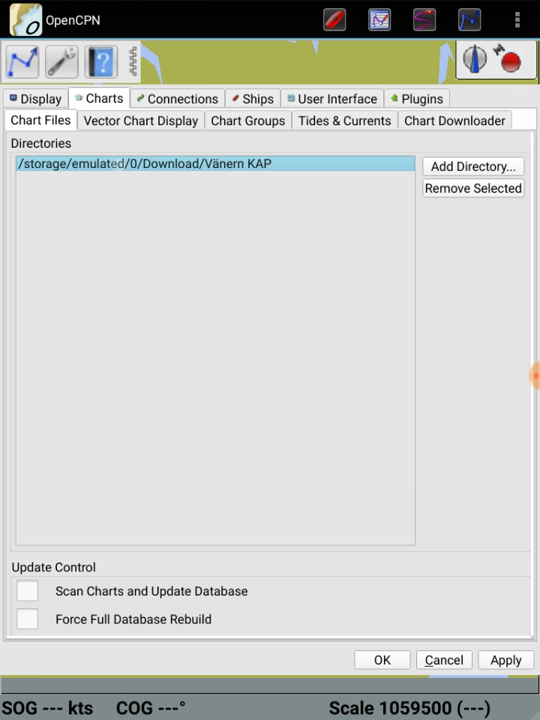 OpenCPN
Display Charts Connections Ships User Interface Plugins
Chart Files Vector Chart Display Chart Groups Tides & Currents Chart Downloader
Directories
/storage/emulated/0/Download/Vänern KAP
Add Directory...
Remove Selected
Update Control
Scan Charts and Update Database
Force Full Database Rebuild
OK Cancel Apply
SOG --- kts COG ---° Scale 1059500 (---)